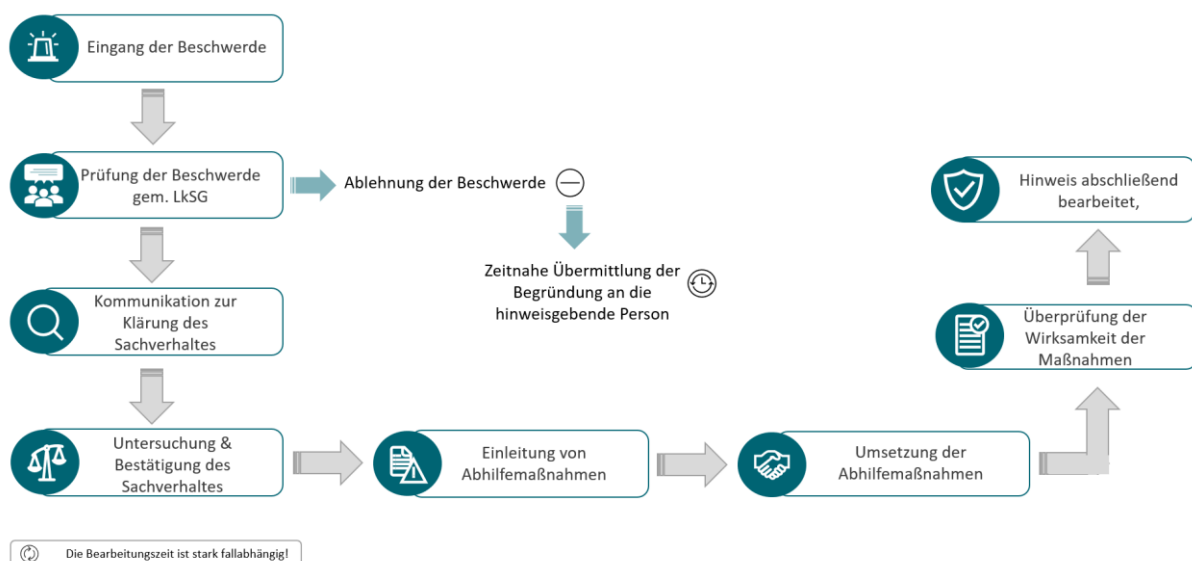 Eingang der Beschwerde
Prüfung der Beschwerde
gem. LkSG
Ablehnung der Beschwerde
Zeitnahe Übermittlung der
Begründung an die
hinweisgebende Person
Kommunikation zur
Klärung des
Sachverhaltes
Untersuchung &
Bestätigung des
Sachverhaltes
Einleitung von
Abhilfemaßnahmen
Umsetzung der
Abhilfemaßnahmen
Überprüfung der
Wirksamkeit der
Maßnahmen
Hinweis abschließend
bearbeitet,
Die Bearbeitungszeit ist stark fallabhängig!